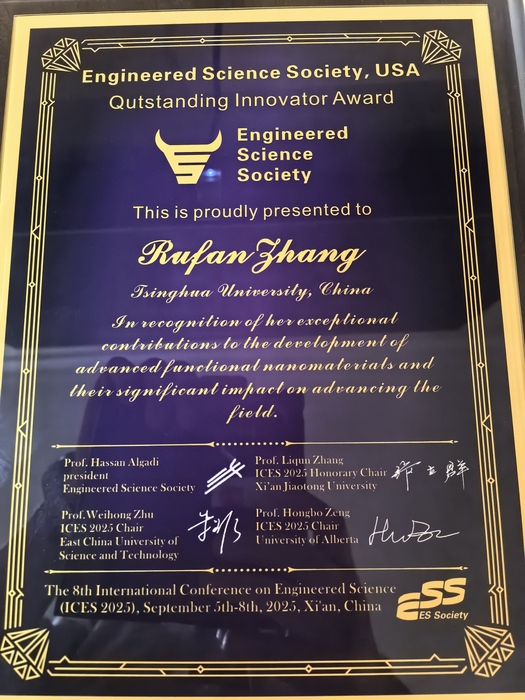 Engineered Science Society, USA
Qutstanding Innovator Award
Engineered
Science
Society
This is proudly presented to
Rufan Zhang
Tsinghua University, China
In recognition of her exceptional
contributions to the development of
advanced functional nanomaterials and
their significant impact on advancing the
field.
Prof. Hassan Algadi
president
Engineered Science Society
Prof. Liqun Zhang
ICES 2025 Honorary Chair
Xi'an Jiaotong University
Prof.Weihong Zhu
ICES 2025 Chair
East China University of
Science and Technology
Prof. Hongbo Zeng
ICES 2025 Chair
University of Alberta
The 8th International Conference on Engineered Science
(ICES 2025), September 5th-8th, 2025, Xi'an, China
ESS
ES Society